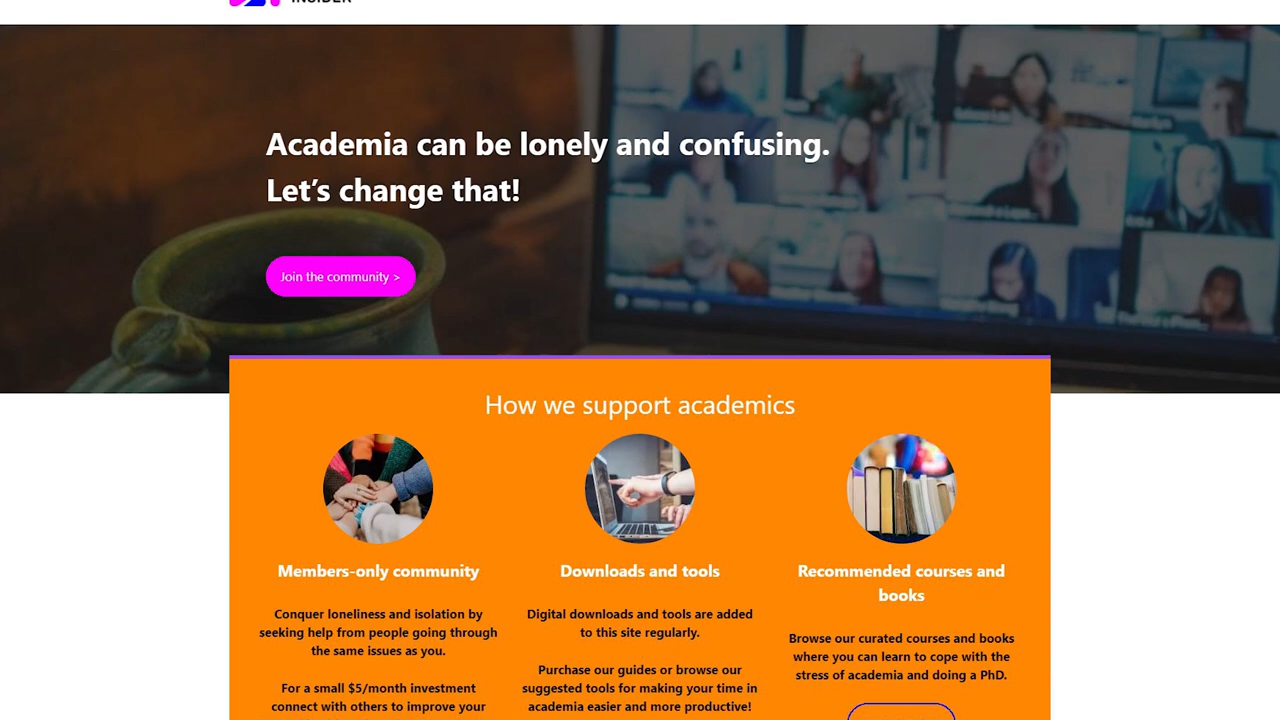 INSIDER
Academia can be lonely and confusing.
Let’s change that!
Join the community >
How we support academics
Members-only community
Conquer loneliness and isolation by
seeking help from people going through
the same issues as you.
For a small $5/month investment
connect with others to improve your
Downloads and tools
Digital downloads and tools are added
to this site regularly.
Purchase our guides or browse our
suggested tools for making your time in
academia easier and more productive!
Recommended courses and
books
Browse our curated courses and books
where you can learn to cope with the
stress of academia and doing a PhD.